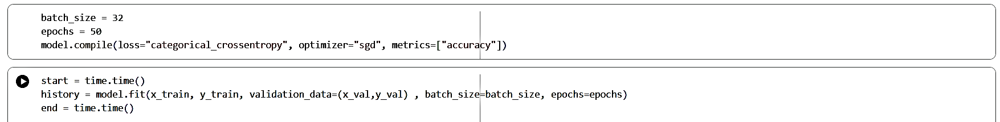 batch_size = 32
epochs = 50
model.compile(loss="categorical_crossentropy", optimizer="sgd", metrics=["accuracy"])
start = time.time()
history = model.fit(x_train, y_train, validation_data=(x_val,y_val) , batch_size=batch_size, epochs=epochs)
end = time.time()